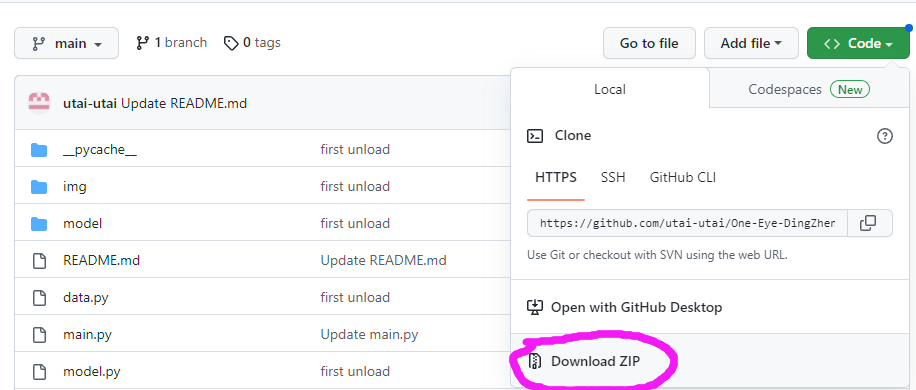 main 1 branch 0 tags Go to file Add file Code
Local Codespaces New
utai-utai Update README.md
Clone
__pycache__ first unload
HTTPS SSH GitHub CLI
img first unload
model first unload
https://github.com/utai-utai/One-Eye-DingZhen
Use Git or checkout with SVN using the web URL.
README.md Update README.md
data.py first unload
Open with GitHub Desktop
main.py Update main.py
Download ZIP
model.py first unload